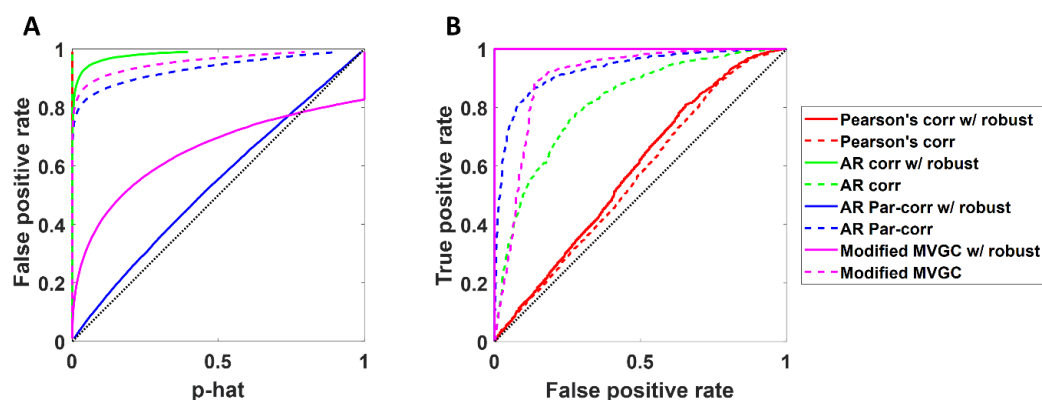 A
False positive rate
1
0.8
0.6
0.4
0.2
0
0
0.5
1
p-hat
B
True positive rate
1
0.8
0.6
0.4
0.2
0
0
0.5
1
False positive rate
Pearson's corr w/ robust
Pearson's corr
AR corr w/ robust
AR corr
AR Par-corr w/ robust
AR Par-corr
Modified MVGC w/ robust
Modified MVGC